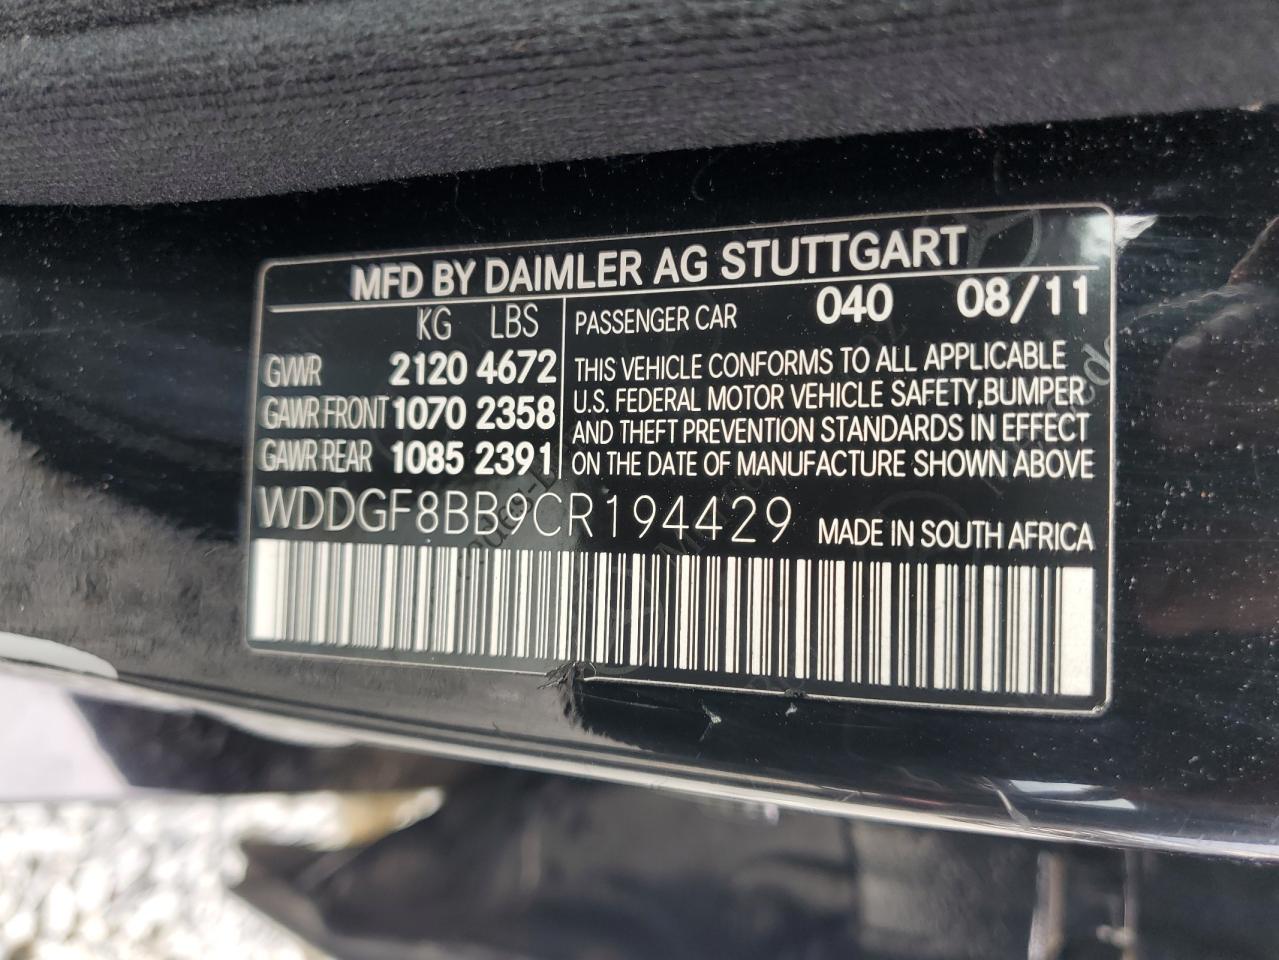 MFD BY DAIMLER AG STUTTGART
KG LBS
GVWR 2120 4672
GAWR FRONT 1070 2358
GAWR REAR 1085 2391
PASSENGER CAR 040 08/11
THIS VEHICLE CONFORMS TO ALL APPLICABLE
U.S. FEDERAL MOTOR VEHICLE SAFETY, BUMPER
AND THEFT PREVENTION STANDARDS IN EFFECT
ON THE DATE OF MANUFACTURE SHOWN ABOVE
WDDGF8BB9CR194429 MADE IN SOUTH AFRICA